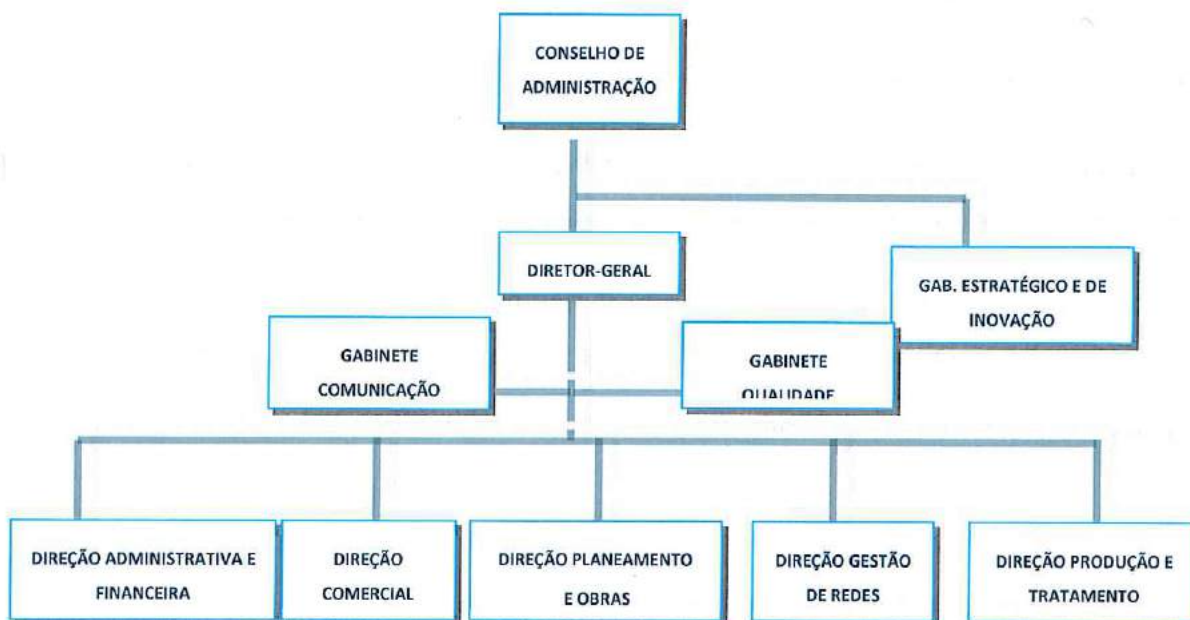 CONSELHO DE
ADMINISTRAÇÃO
DIRETOR-GERAL
GAB. ESTRATÉGICO E DE
INOVAÇÃO
GABINETE
COMUNICAÇÃO
GABINETE
QUALIDADE
DIREÇÃO ADMINISTRATIVA E
FINANCEIRA
DIREÇÃO
COMERCIAL
DIREÇÃO PLANEAMENTO
E OBRAS
DIREÇÃO GESTÃO
DE REDES
DIREÇÃO PRODUÇÃO E
TRATAMENTO